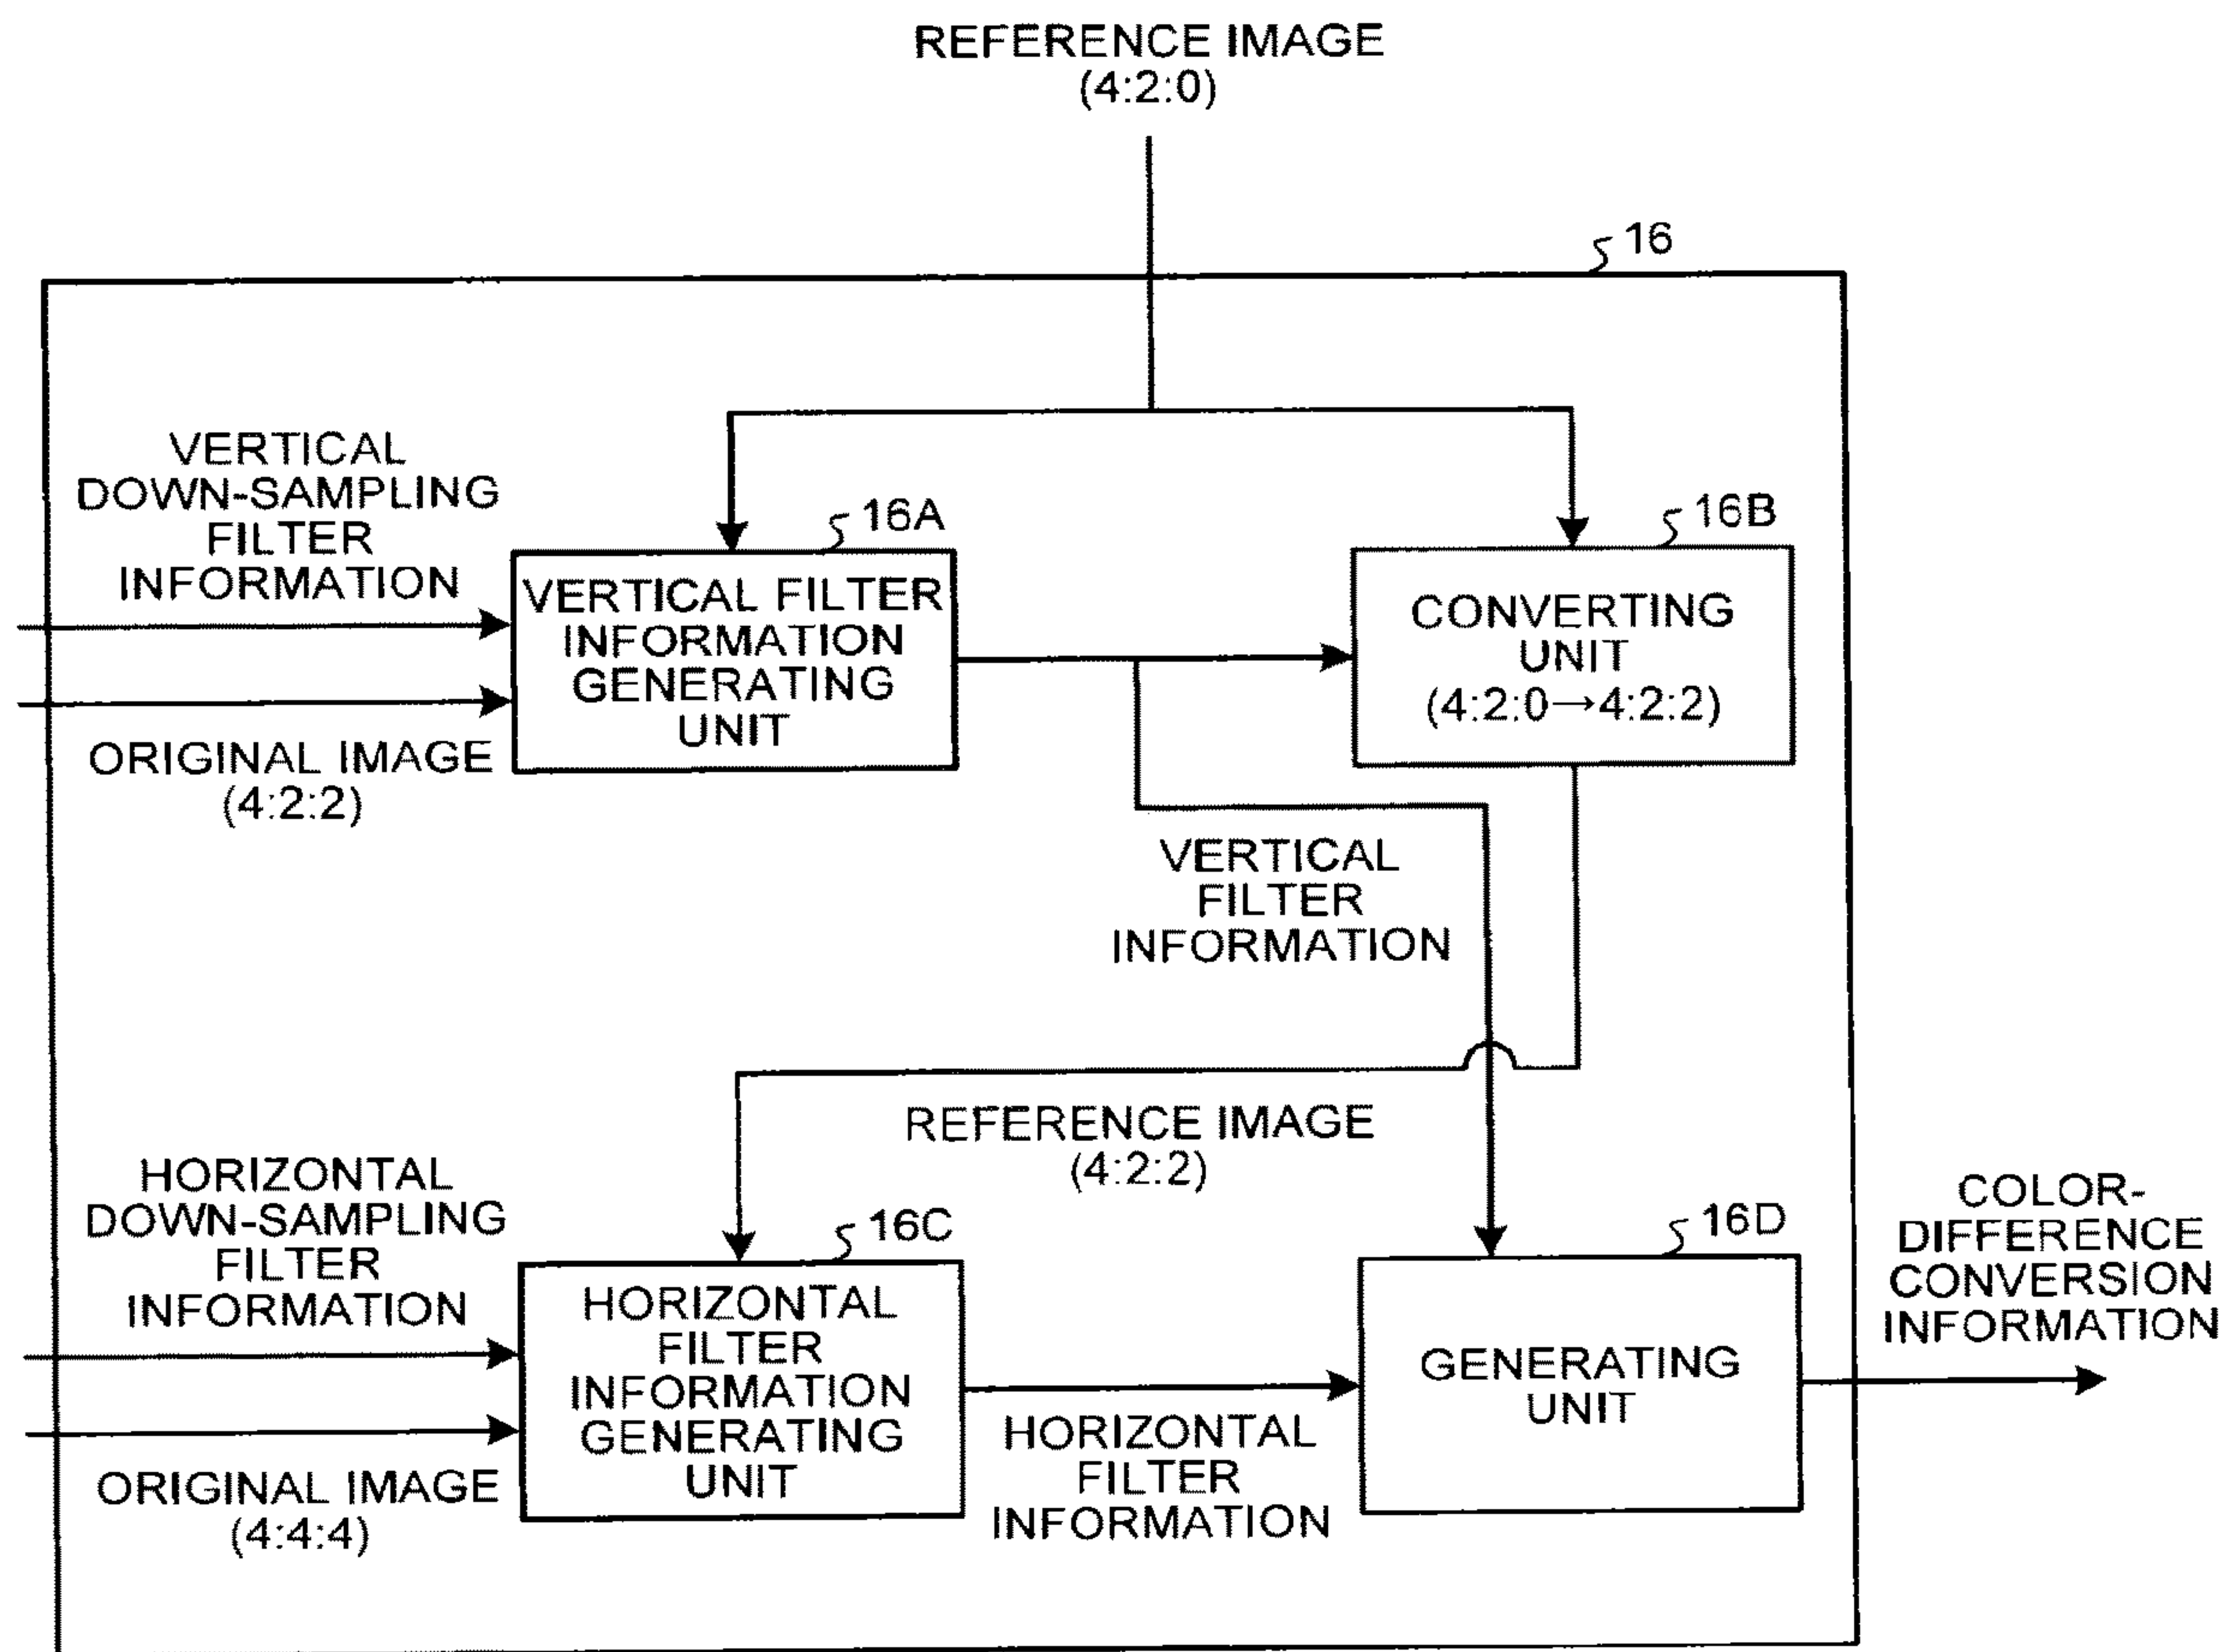 REFERENCE IMAGE
(4:2:0)
16
VERTICAL
DOWN-SAMPLING
FILTER
INFORMATION
16A
16B
VERTICAL FILTER
INFORMATION
GENERATING
UNIT
CONVERTING
UNIT
(4:2:0→4:2:2)
ORIGINAL IMAGE
(4:2:2)
VERTICAL
FILTER
INFORMATION
REFERENCE IMAGE
(4:2:2)
HORIZONTAL
DOWN-SAMPLING
FILTER
INFORMATION
16C
16D
HORIZONTAL
FILTER
INFORMATION
GENERATING
UNIT
GENERATING
UNIT
COLOR-
DIFFERENCE
CONVERSION
INFORMATION
ORIGINAL IMAGE
(4:4:4)
HORIZONTAL
FILTER
INFORMATION